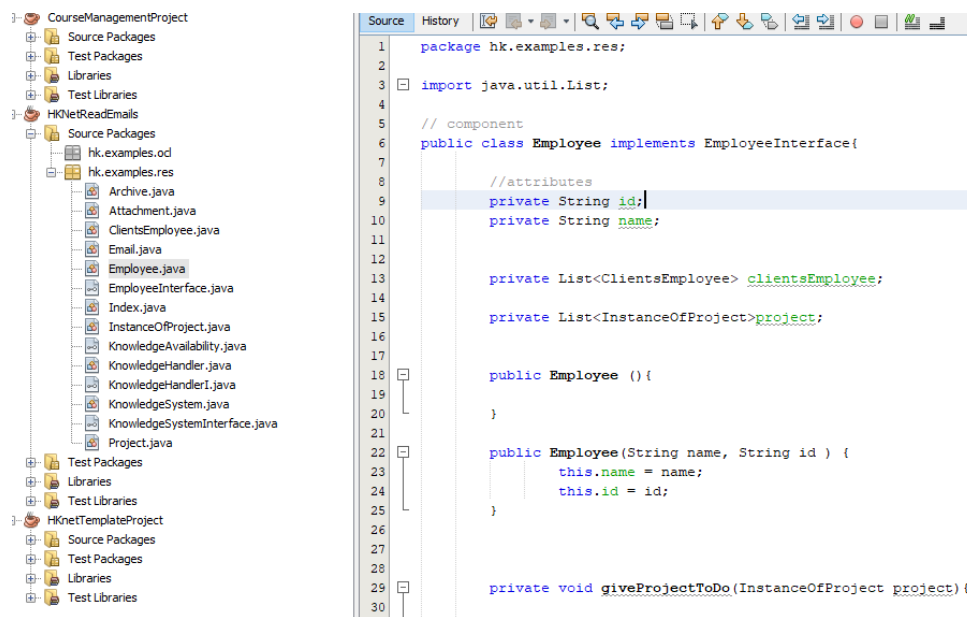 CourseManagementProject
Source Packages
Test Packages
Libraries
Test Libraries
HKNetReadEmails
Source Packages
hk.examples.ocl
hk.examples.res
Archive.java
Attachment.java
ClientsEmployee.java
Email.java
Employee.java
EmployeeInterface.java
Index.java
InstanceOfProject.java
KnowledgeAvailability.java
KnowledgeHandler.java
KnowledgeHandlerI.java
KnowledgeSystem.java
KnowledgeSystemInterface.java
Project.java
Test Packages
Libraries
Test Libraries
HKnetTemplateProject
Source Packages
Test Packages
Libraries
Test Libraries
Source History
1 package hk.examples.res;
2
3 import java.util.List;
4
5 // component
6 public class Employee implements EmployeeInterface{
7
8 //attributes
9 private String id;
10 private String name;
11
12
13 private List<ClientsEmployee> clientsEmployee;
14
15 private List<InstanceOfProject>project;
16
17
18 public Employee (){
19
20 }
21
22 public Employee(String name, String id ) {
23 this.name = name;
24 this.id = id;
25 }
26
27
28
29 private void giveProjectToDo(InstanceOfProject project){
30